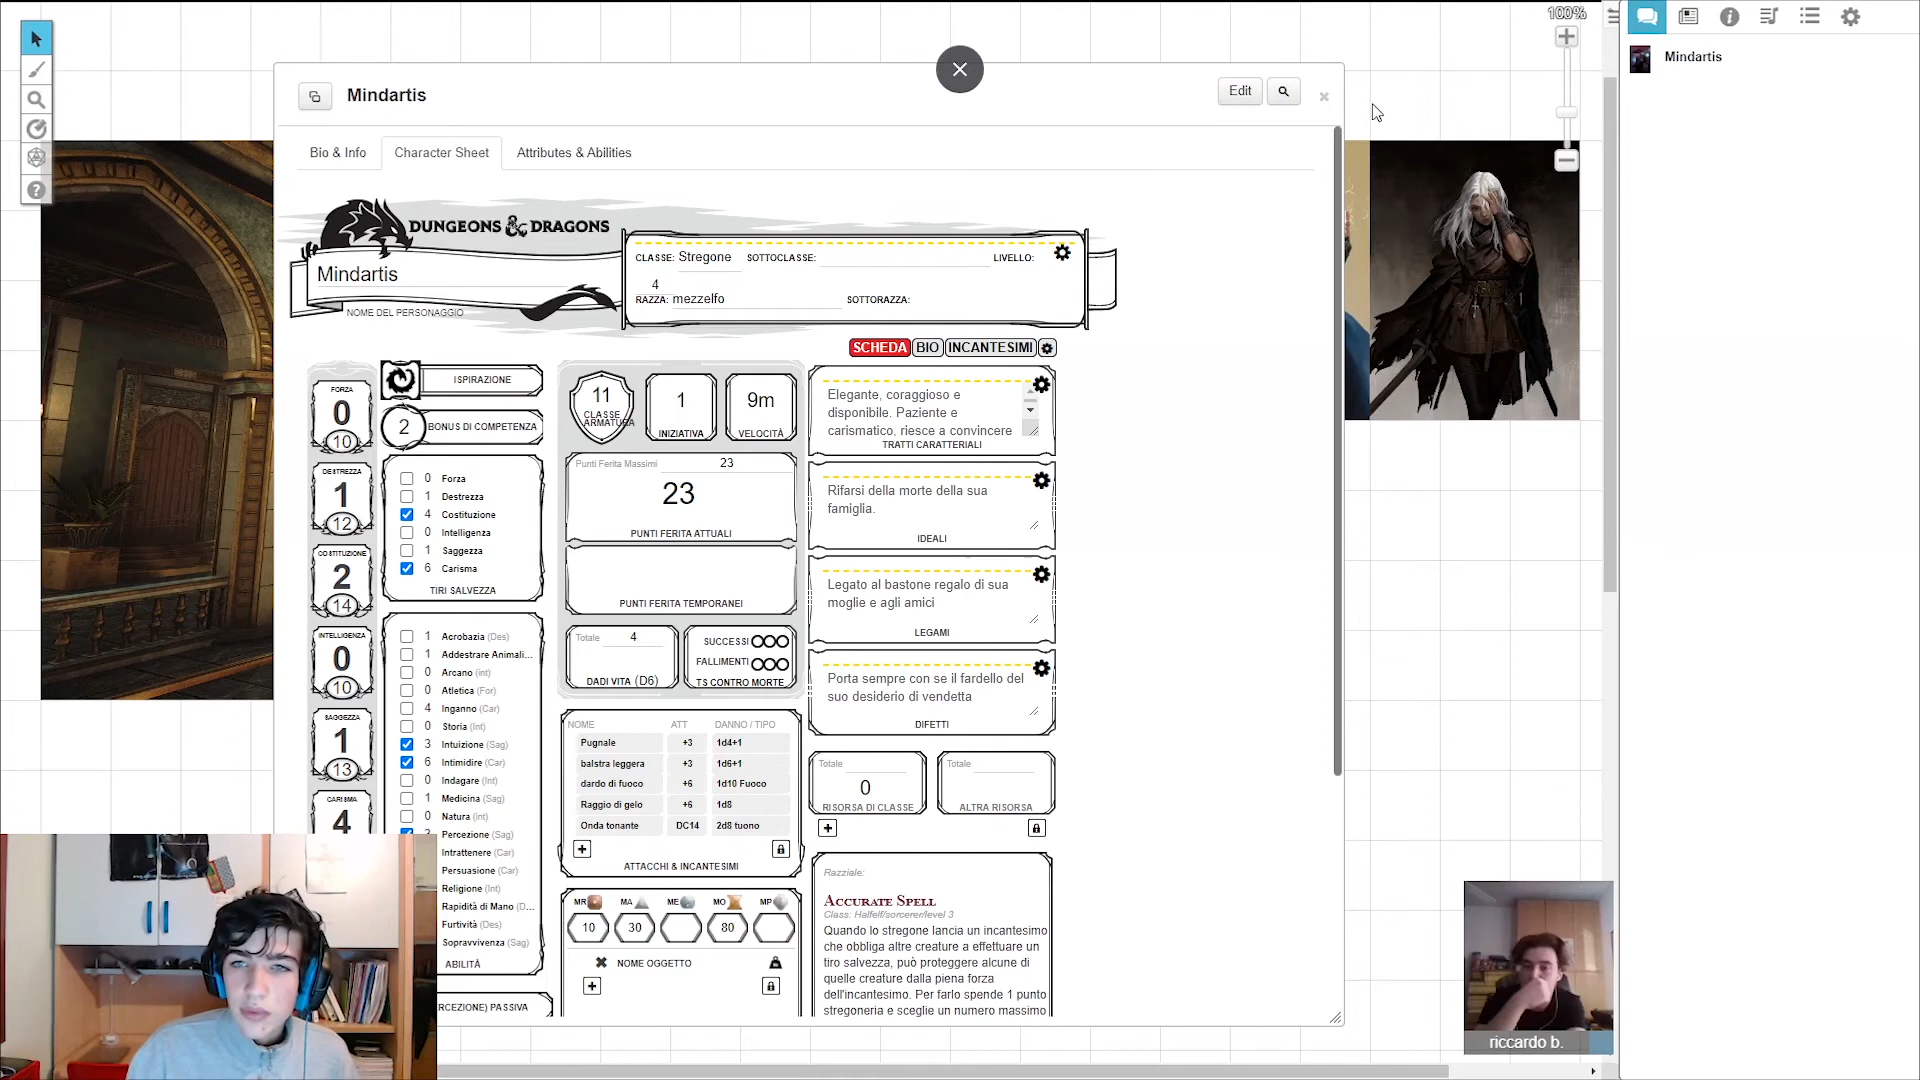 100%
Mindartis
Mindartis
Edit
Bio & Info
Character Sheet
Attributes & Abilities
DUNGEONS & DRAGONS
Mindartis
NOME DEL PERSONAGGIO
CLASSE: Stregone SOTTOCLASSE: LIVELLO:
4
RAZZA: mezzelfo SOTTORAZZA:
SCHEDA BIO INCANTESIMI
FORZA
0
10
DESTREZZA
1
12
COSTITUZIONE
2
14
INTELLIGENZA
0
10
SAGGEZZA
1
13
CARISMA
4
ISPIRAZIONE
2 BONUS DI COMPETENZA
0 Forza
1 Destrezza
4 Costituzione
0 Intelligenza
1 Saggezza
6 Carisma
TIRI SALVEZZA
1 Acrobazia (Des)
1 Addestrare Animali...
0 Arcano (int)
0 Atletica (For)
4 Inganno (Car)
0 Storia (Int)
3 Intuizione (Sag)
6 Intimidire (Car)
0 Indagare (Int)
1 Medicina (Sag)
0 Natura (Int)
Percezione (Sag)
Intrattenere (Car)
Persuasione (Car)
Religione (Int)
Rapidità di Mano (D...
Furtività (Des)
Sopravvivenza (Sag)
ABILITÀ
RCEZIONE) PASSIVA
11
CLASSE
ARMATURA
1
INIZIATIVA
9m
VELOCITÀ
Punti Ferita Massimi 23
23
PUNTI FERITA ATTUALI
PUNTI FERITA TEMPORANEI
Totale 4
DADI VITA (D6)
SUCCESSI
FALLIMENTI
TS CONTRO MORTE
NOME ATT DANNO / TIPO
Pugnale +3 1d4+1
balstra leggera +3 1d6+1
dardo di fuoco +6 1d10 Fuoco
Raggio di gelo +6 1d8
Onda tonante DC14 2d8 tuono
ATTACCHI & INCANTESIMI
MR MA ME MO MP
10 30 80
NOME OGGETTO
Elegante, coraggioso e
disponibile. Paziente e
carismatico, riesce a convincere
TRATTI CARATTERIALI
Rifarsi della morte della sua
famiglia.
IDEALI
Legato al bastone regalo di sua
moglie e agli amici
LEGAMI
Porta sempre con se il fardello del
suo desiderio di vendetta
DIFETTI
Totale
0
RISORSA DI CLASSE
Totale
ALTRA RISORSA
Razziale:
ACCURATE SPELL
Class: Halfelf/sorcerer/level 3
Quando lo stregone lancia un incantesimo
che obbliga altre creature a effettuare un
tiro salvezza, può proteggere alcune di
quelle creature dalla piena forza
dell'incantesimo. Per farlo spende 1 punto
stregoneria e sceglie un numero massimo
riccardo b.